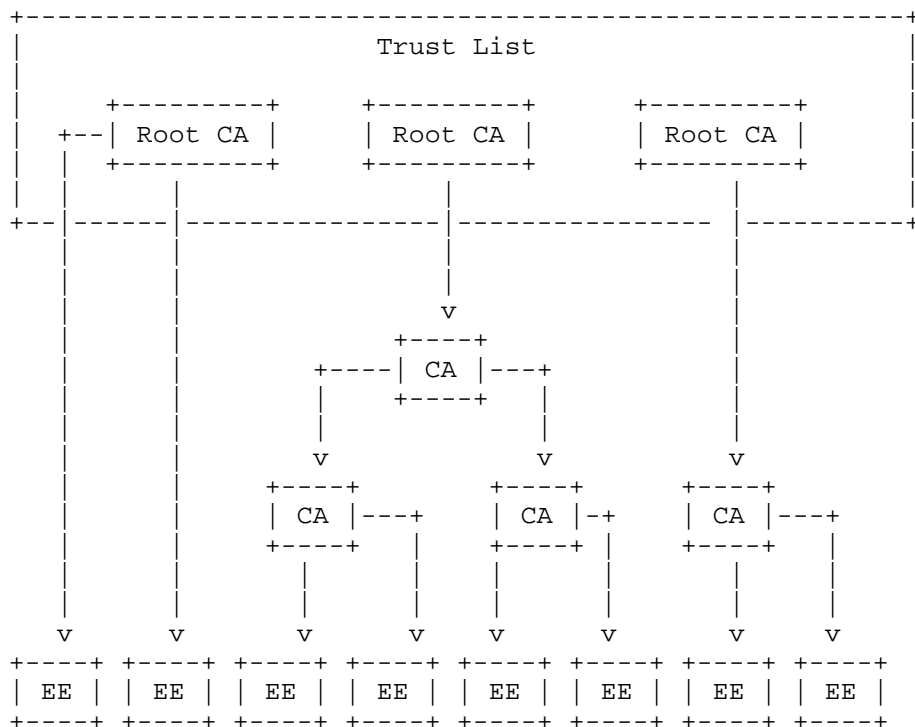 Trust List
Root CA Root CA Root CA
v
CA
v v v
CA CA CA
v v v v v v v v
EE EE EE EE EE EE EE EE